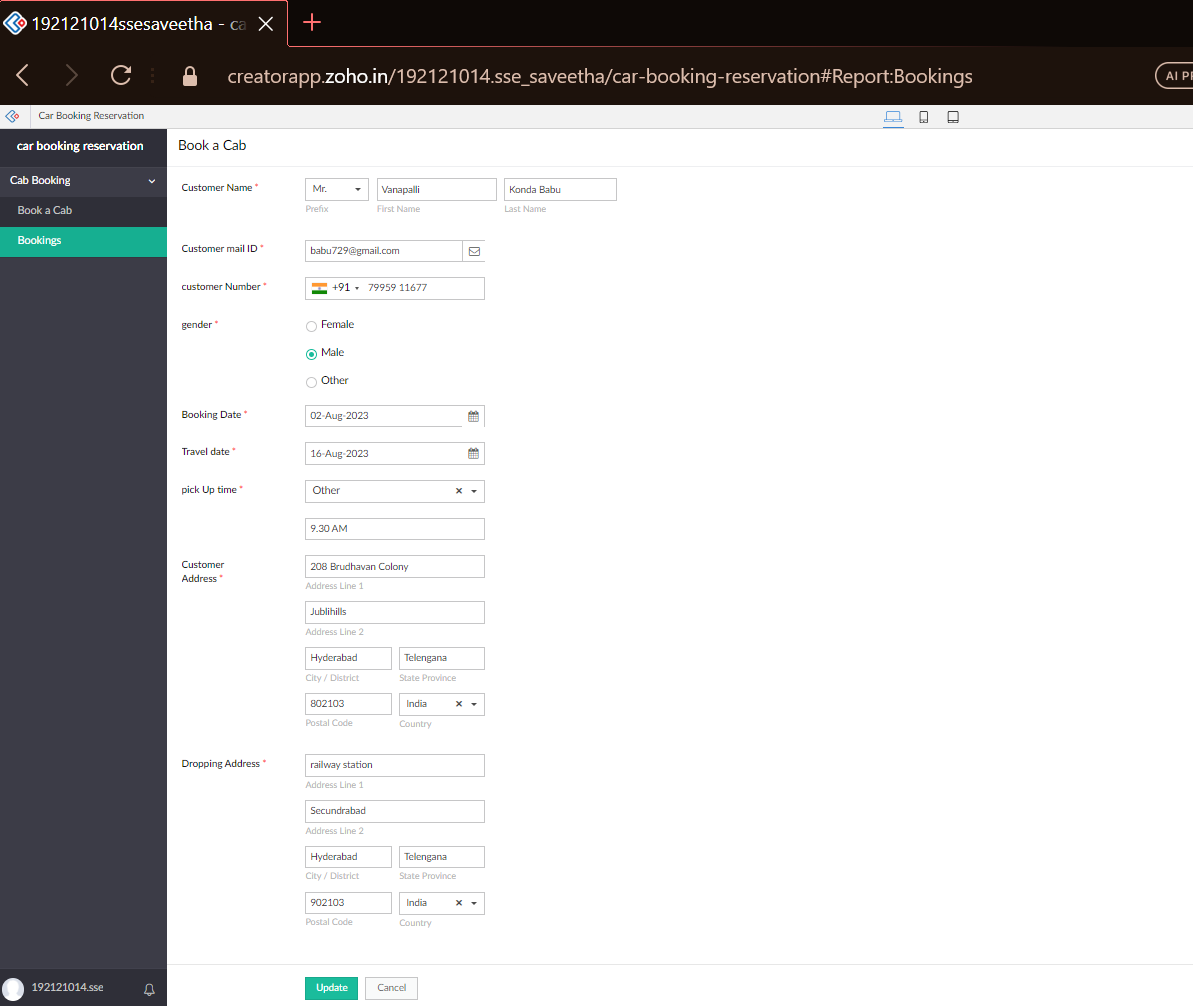 192121014ssesaveetha - ca
creatorapp.zoho.in/192121014.sse_saveetha/car-booking-reservation#Report:Bookings
AI PR
Car Booking Reservation
car booking reservation
Cab Booking
Book a Cab
Bookings
Book a Cab
Customer Name * Mr. Vanapalli Konda Babu
Prefix First Name Last Name
Customer mail ID * babu729@gmail.com
customer Number * +91 79959 11677
gender * Female
Male
Other
Booking Date * 02-Aug-2023
Travel date * 16-Aug-2023
pick Up time * Other
9.30 AM
Customer
Address * 208 Brudhavan Colony
Address Line 1
Jublihills
Address Line 2
Hyderabad Telengana
City / District State Province
802103 India
Postal Code Country
Dropping Address * railway station
Address Line 1
Secundrabad
Address Line 2
Hyderabad Telengana
City / District State Province
902103 India
Postal Code Country
Update Cancel
192121014.sse